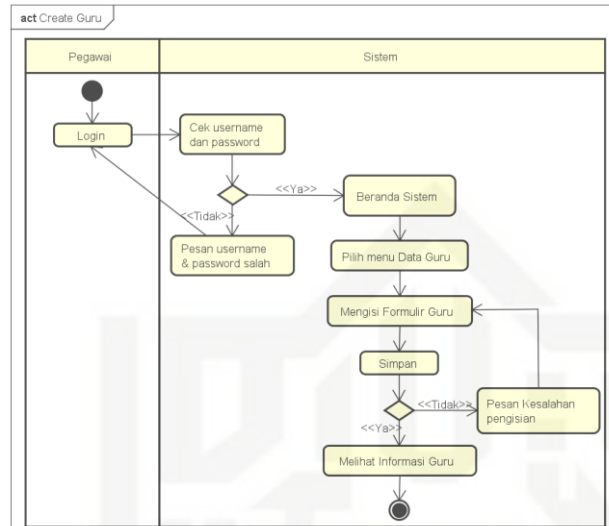 act Create Guru
Pegawai
Sistem
Login
Cek username
dan password
<<Ya>>
Beranda Sistem
<<Tidak>>
Pesan username
& password salah
Pilih menu Data Guru
Mengisi Formulir Guru
Simpan
<<Tidak>>
Pesan Kesalahan
pengisian
<<Ya>>
Melihat Informasi Guru